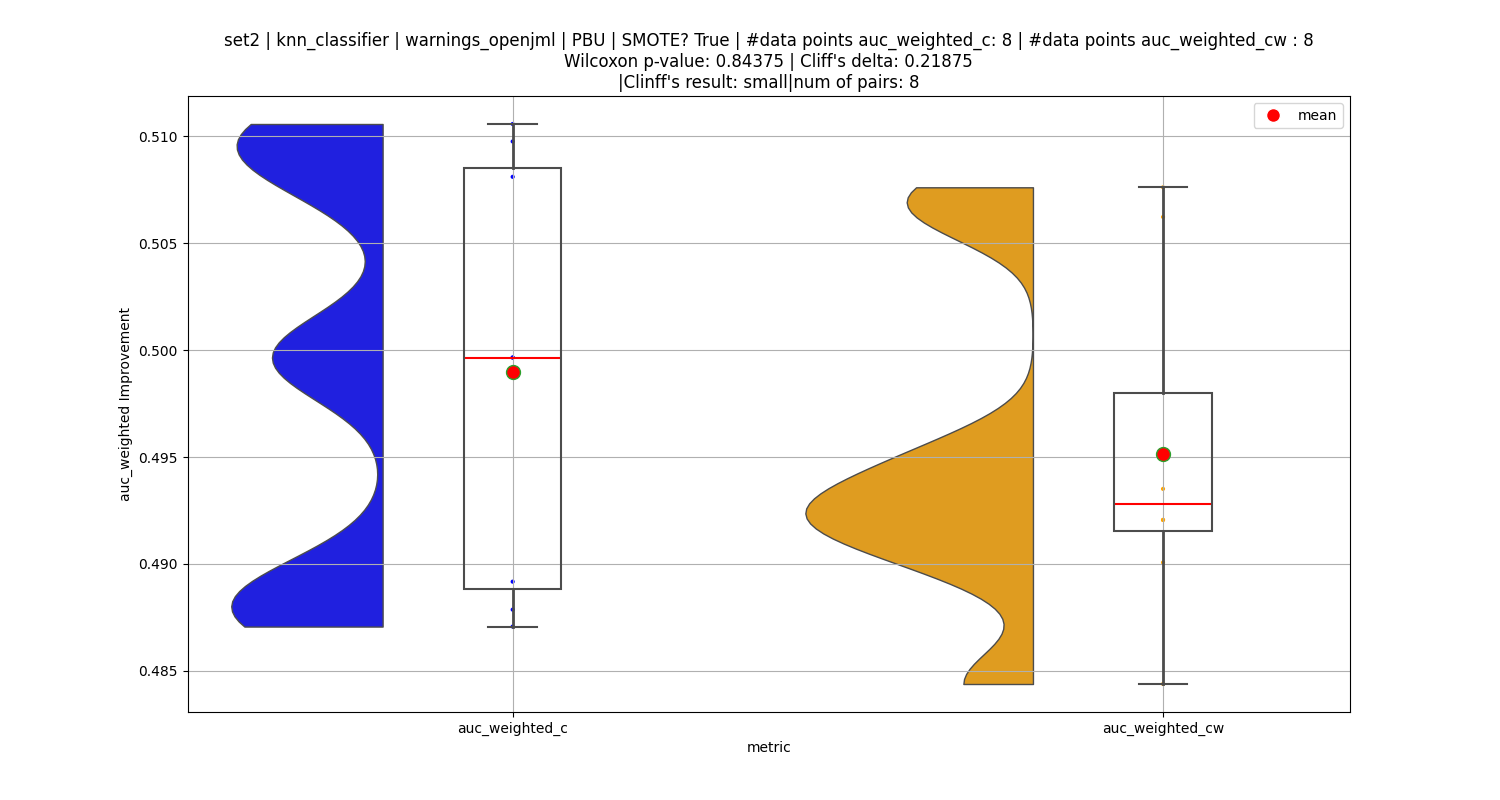 set2 | knn_classifier | warnings_openjml | PBU | SMOTE? True | #data points auc_weighted_c: 8 | #data points auc_weighted_cw : 8
Wilcoxon p-value: 0.84375 | Cliff's delta: 0.21875
|Clinff's result: small|num of pairs: 8
mean
0.510
0.505
0.500
0.495
0.490
0.485
auc_weighted Improvement
auc_weighted_c
auc_weighted_cw
metric